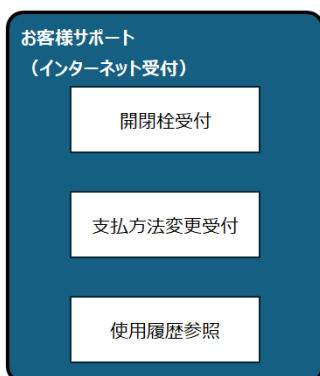 お客様サポート
（インターネット受付）
開閉栓受付
支払方法変更受付
使用履歴参照